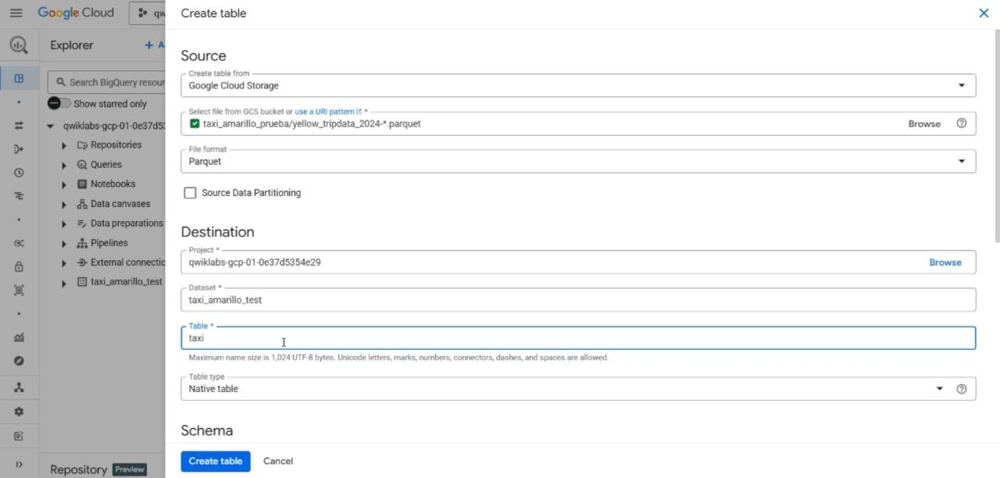 Google Cloud
qw
Create table
Explorer
+ A
Search BigQuery resour
Show starred only
qwiklabs-gcp-01-0e37d53
Repositories
Queries
Notebooks
Data canvases
Data preparations
Pipelines
External connectio
taxi_amarillo_test
Repository Preview
Source
Create table from
Google Cloud Storage
Select file from GCS bucket or use a URI pattern *
taxi_amarillo_prueba/yellow_tripdata_2024-*.parquet Browse
File format
Parquet
Source Data Partitioning
Destination
Project *
qwiklabs-gcp-01-0e37d5354e29 Browse
Dataset *
taxi_amarillo_test
Table *
taxi
Maximum name size is 1,024 UTF-8 bytes. Unicode letters, marks, numbers, connectors, dashes, and spaces are allowed.
Table type
Native table
Schema
Create table Cancel